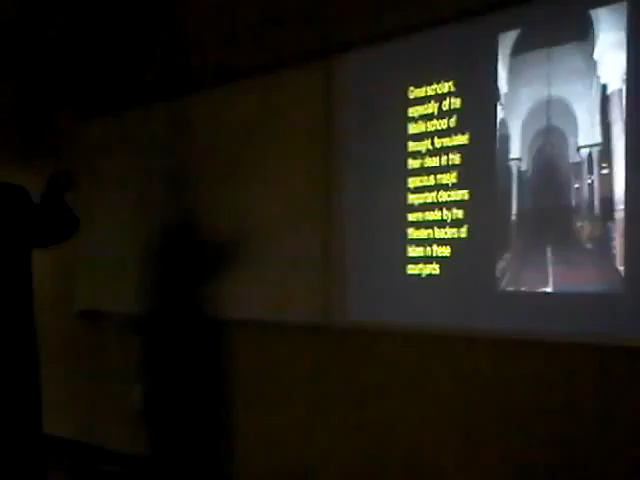 Great scholars,
especially of the
Maliki school of
thought, formulated
their ideas in this
spacious masjid
Important decisions
were made by the
Western leaders of
Islam in these
courtyards